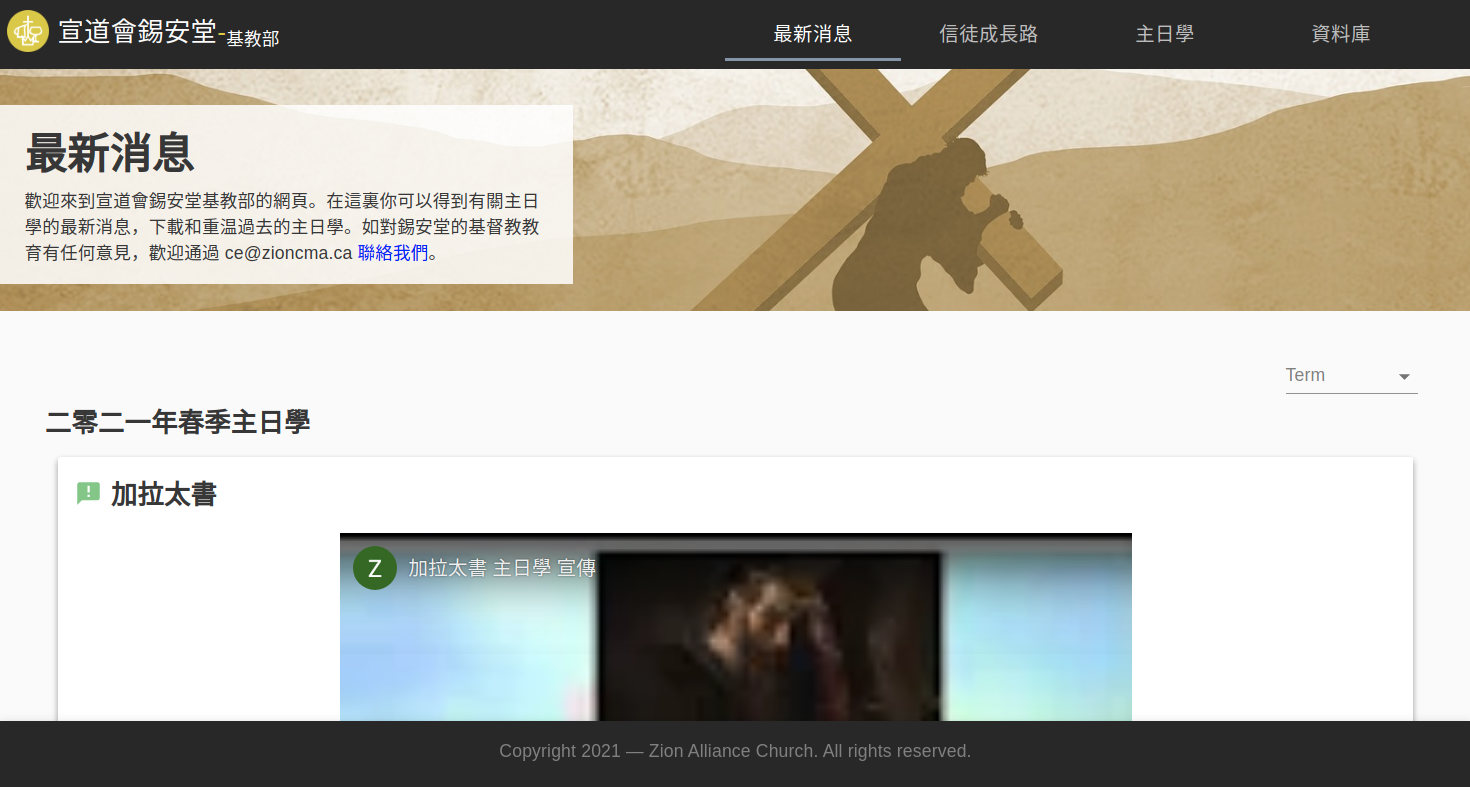 宣道會錫安堂-基教部
最新消息
信徒成長路
主日學
資料庫
最新消息
歡迎來到宣道會錫安堂基教部的網頁。在這裏你可以得到有關主日
學的最新消息，下載和重温過去的主日學。如對錫安堂的基督教教
育有任何意見，歡迎通過 ce@zioncma.ca 聯絡我們。
Term
二零二一年春季主日學
加拉太書
Z 加拉太書 主日學 宣傳
Copyright 2021 — Zion Alliance Church. All rights reserved.